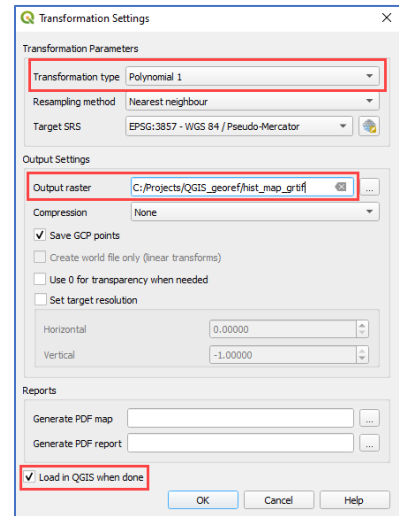 Transformation Settings
Transformation Parameters
Transformation type Polynomial 1
Resampling method Nearest neighbour
Target SRS EPSG:3857 - WGS 84 / Pseudo-Mercator
Output Settings
Output raster C:/Projects/QGIS_georef/hist_map_grtif ...
Compression None
Save GCP points
Create world file only (linear transforms)
Use 0 for transparency when needed
Set target resolution
Horizontal 0.00000
Vertical -1.00000
Reports
Generate PDF map ...
Generate PDF report ...
Load in QGIS when done
OK Cancel Help